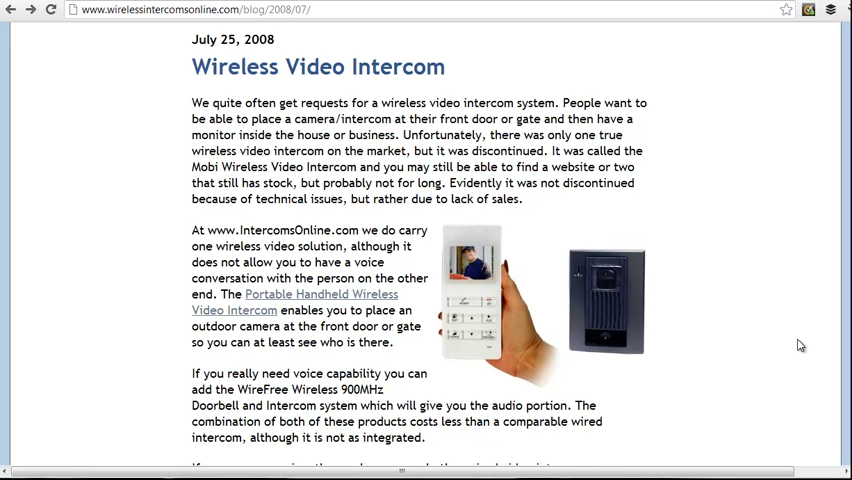 www.wirelessintercomsonline.com/blog/2008/07/
July 25, 2008
Wireless Video Intercom
We quite often get requests for a wireless video intercom system. People want to
be able to place a camera/intercom at their front door or gate and then have a
monitor inside the house or business. Unfortunately, there was only one true
wireless video intercom on the market, but it was discontinued. It was called the
Mobi Wireless Video Intercom and you may still be able to find a website or two
that still has stock, but probably not for long. Evidently it was not discontinued
because of technical issues, but rather due to lack of sales.
At www.IntercomsOnline.com we do carry
one wireless video solution, although it
does not allow you to have a voice
conversation with the person on the other
end. The Portable Handheld Wireless
Video Intercom enables you to place an
outdoor camera at the front door or gate
so you can at least see who is there.
If you really need voice capability you can
add the WireFree Wireless 900MHz
Doorbell and Intercom system which will give you the audio portion. The
combination of both of these products costs less than a comparable wired
intercom, although it is not as integrated.